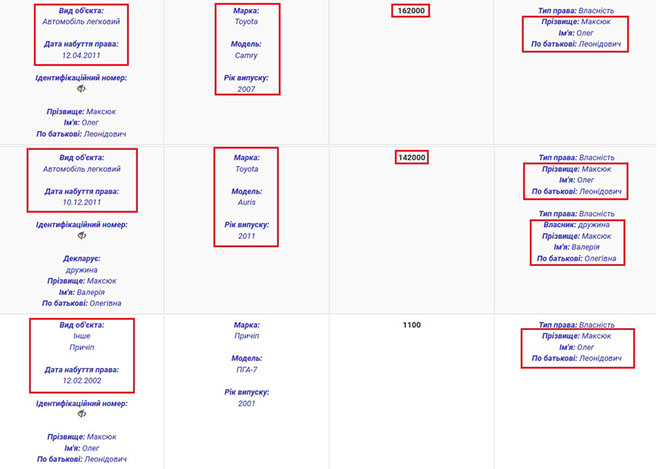 Вид об'єкта:
Автомобіль легковий
Дата набуття права:
12.04.2011
Ідентифікаційний номер:
Прізвище: Максюк
Ім'я: Олег
По батькові: Леонідович
Марка:
Toyota
Модель:
Camry
Рік випуску:
2007
162000
Тип права: Власність
Прізвище: Максюк
Ім'я: Олег
По батькові: Леонідович
Вид об'єкта:
Автомобіль легковий
Дата набуття права:
10.12.2011
Ідентифікаційний номер:
Декларує:
дружина
Прізвище: Максюк
Ім'я: Валерія
По батькові: Олегівна
Марка:
Toyota
Модель:
Auris
Рік випуску:
2011
142000
Тип права: Власність
Прізвище: Максюк
Ім'я: Олег
По батькові: Леонідович
Тип права: Власність
Власник: дружина
Прізвище: Максюк
Ім'я: Валерія
По батькові: Олегівна
Вид об'єкта:
Інше
Причіп
Дата набуття права:
12.02.2002
Ідентифікаційний номер:
Прізвище: Максюк
Ім'я: Олег
По батькові: Леонідович
Марка:
Причіп
Модель:
ПГА-7
Рік випуску:
2001
1100
Тип права: Власність
Прізвище: Максюк
Ім'я: Олег
По батькові: Леонідович